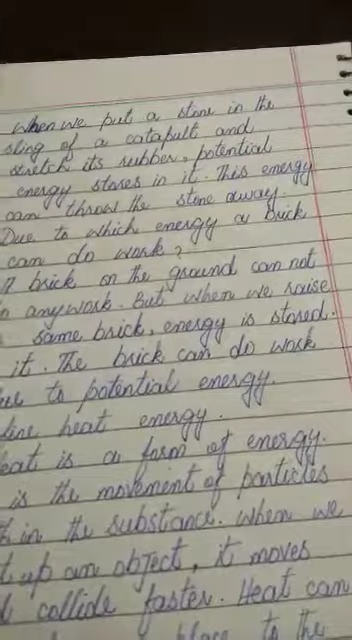 When we put a stone in the
sling of a catapult and
stretch its rubber, potential
energy stores in it. This energy
can throw the stone away.
Due to which energy a brick
can do work?
A brick on the ground can not
any work. But when we raise
same brick, energy is stored.
it. The brick can do work
to potential energy.
heat energy.
eat is a form of energy.
is the movement of particles
in the substance. When we
up an object, it moves
collide faster. Heat can
to the